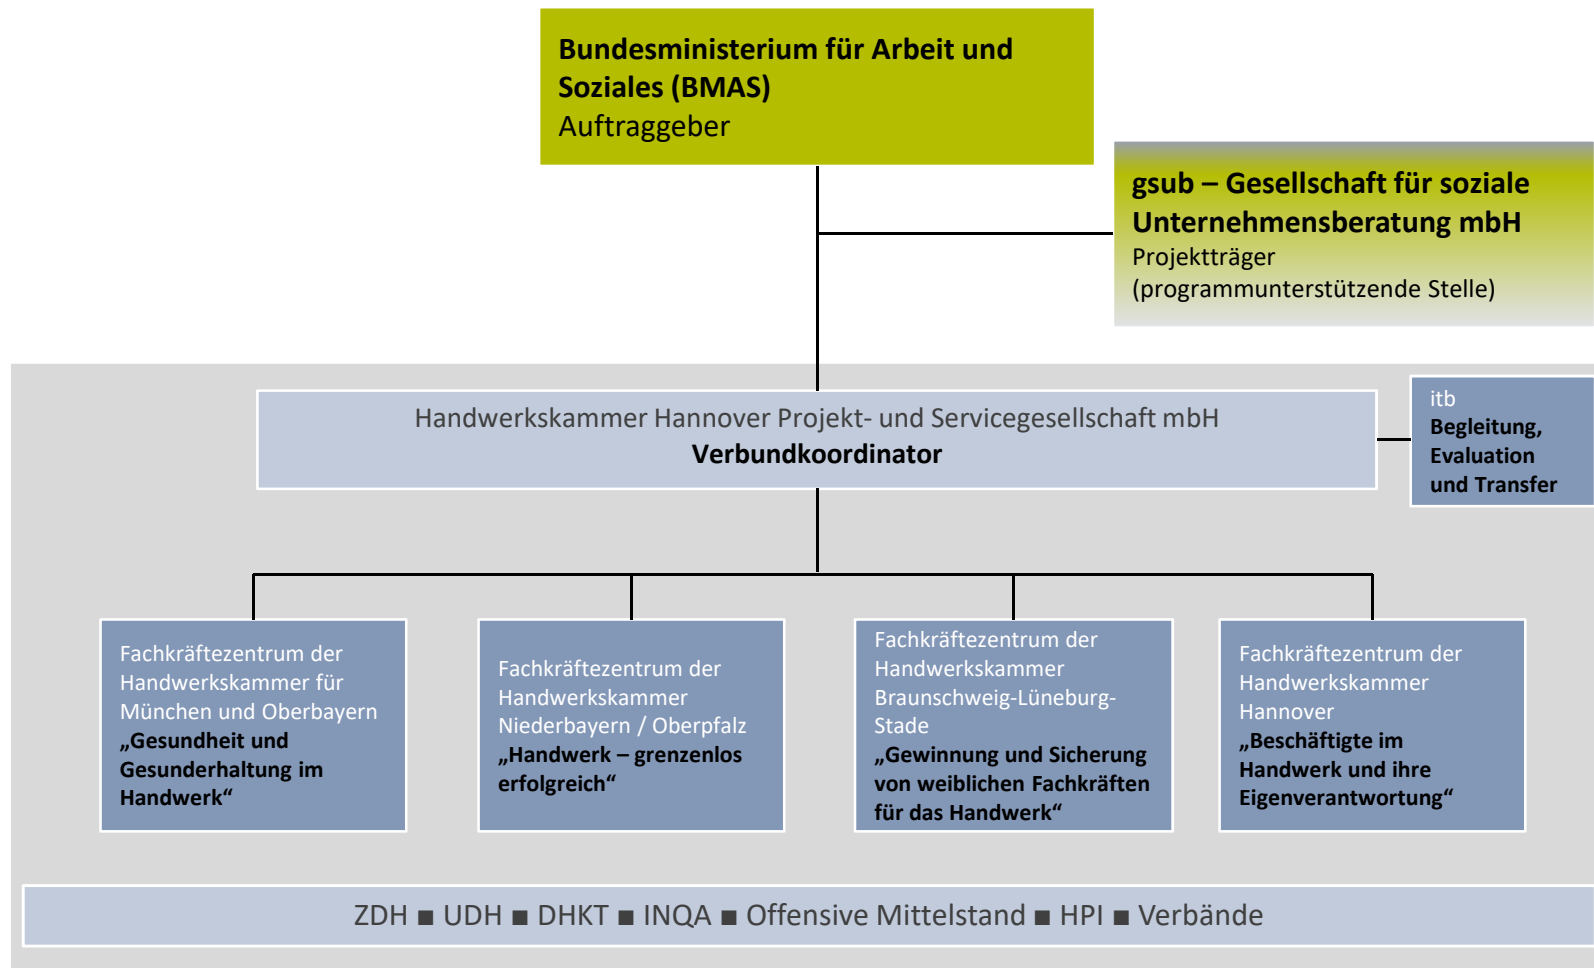 Bundesministerium für Arbeit und
Soziales (BMAS)
Auftraggeber
gsub – Gesellschaft für soziale
Unternehmensberatung mbH
Projektträger
(programmunterstützende Stelle)
Handwerkskammer Hannover Projekt- und Servicegesellschaft mbH
Verbundkoordinator
itb
Begleitung,
Evaluation
und Transfer
Fachkräftezentrum der
Handwerkskammer für
München und Oberbayern
„Gesundheit und
Gesunderhaltung im
Handwerk“
Fachkräftezentrum der
Handwerkskammer
Niederbayern / Oberpfalz
„Handwerk – grenzenlos
erfolgreich“
Fachkräftezentrum der
Handwerkskammer
Braunschweig-Lüneburg-
Stade
„Gewinnung und Sicherung
von weiblichen Fachkräften
für das Handwerk“
Fachkräftezentrum der
Handwerkskammer
Hannover
„Beschäftigte im
Handwerk und ihre
Eigenverantwortung“
ZDH ■ UDH ■ DHKT ■ INQA ■ Offensive Mittelstand ■ HPI ■ Verbände